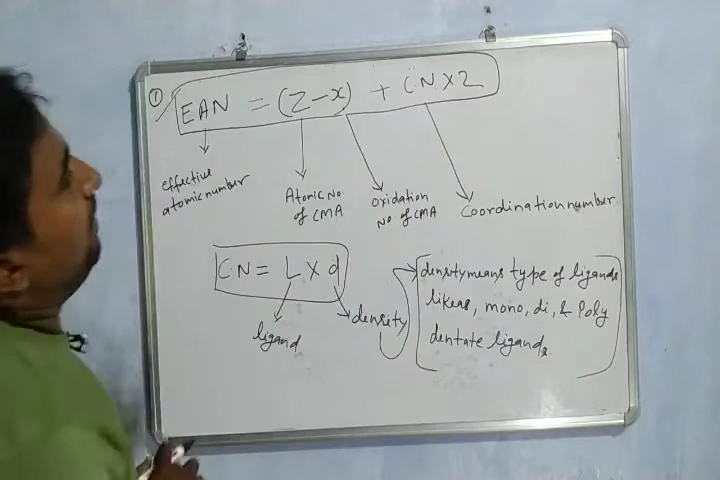 ① EAN = (Z-x) + CN×2
effective
atomic number
Atomic No.
of CMA
Oxidation
No. of CMA
Coordination number
CN = L × d
ligand
density
density means type of ligands
likeas, mono, di, & Poly
dentate ligands.